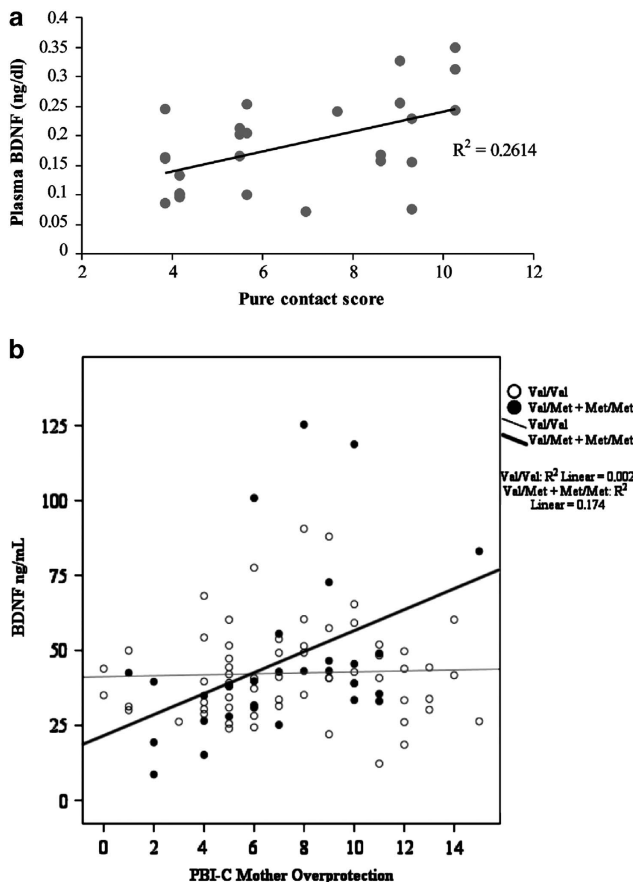 a
0.4
0.35
0.3
0.25
0.2
0.15
0.1
0.05
0
Plasma BDNF (ng/dl)
R² = 0.2614
2 4 6 8 10 12
Pure contact score
b
125
100
75
50
25
0
BDNF ng/mL
0 2 4 6 8 10 12 14
PBI-C Mother Overprotection
Val/Val
Val/Met + Met/Met
Val/Val
Val/Met + Met/Met
Val/Val: R² Linear = 0.002
Val/Met + Met/Met: R²
Linear = 0.174